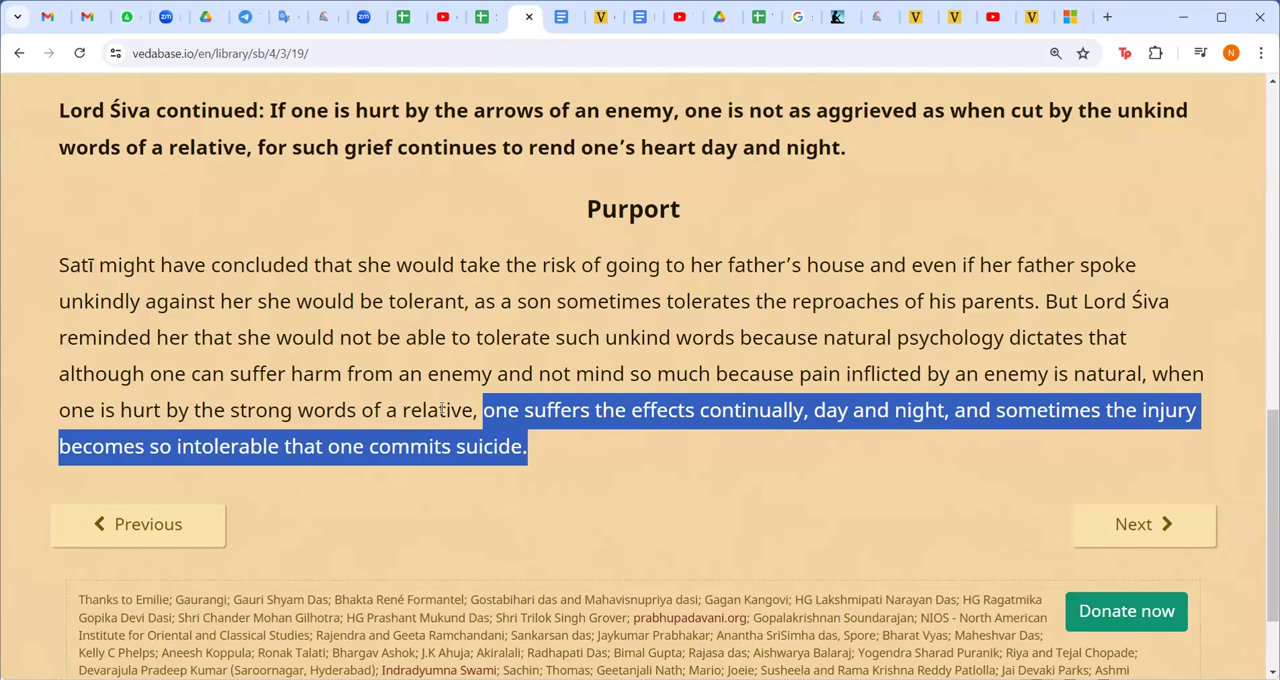 vedabase.io/en/library/sb/4/3/19/
Lord Śiva continued: If one is hurt by the arrows of an enemy, one is not as aggrieved as when cut by the unkind
words of a relative, for such grief continues to rend one’s heart day and night.
Purport
Satī might have concluded that she would take the risk of going to her father’s house and even if her father spoke
unkindly against her she would be tolerant, as a son sometimes tolerates the reproaches of his parents. But Lord Śiva
reminded her that she would not be able to tolerate such unkind words because natural psychology dictates that
although one can suffer harm from an enemy and not mind so much because pain inflicted by an enemy is natural, when
one is hurt by the strong words of a relative, one suffers the effects continually, day and night, and sometimes the injury
becomes so intolerable that one commits suicide.
Previous
Next
Thanks to Emilie; Gaurangi; Gauri Shyam Das; Bhakta René Formantel; Gostabihari das and Mahavisnupriya dasi; Gagan Kangovi; HG Lakshmipati Narayan Das; HG Ragatmika
Gopika Devi Dasi; Shri Chander Mohan Gilhotra; HG Prashant Mukund Das; Shri Trilok Singh Grover; prabhupadavani.org; Gopalakrishnan Soundarajan; NIOS - North American
Institute for Oriental and Classical Studies; Rajendra and Geeta Ramchandani; Sankarsan das; Jaykumar Prabhakar; Anantha SriSimha das, Spore; Bharat Vyas; Maheshver Das;
Kelly C Phelps; Aneesh Koppula; Ronak Talati; Bhargav Ashok; J.K Ahuja; Akiralali; Radhapati Das; Bimal Gupta; Rajasa das; Aishwarya Balaraj; Yogendra Sharad Puranik; Riya and Tejal Chopade;
Devarajulu Pradeep Kumar (Saroornagar, Hyderabad); Indradyumna Swami; Sachin; Thomas; Geetanjali Nath; Mario; Joeie; Susheela and Rama Krishna Reddy Patlolla; Jai Devaki Parks; Ashmi
Donate now